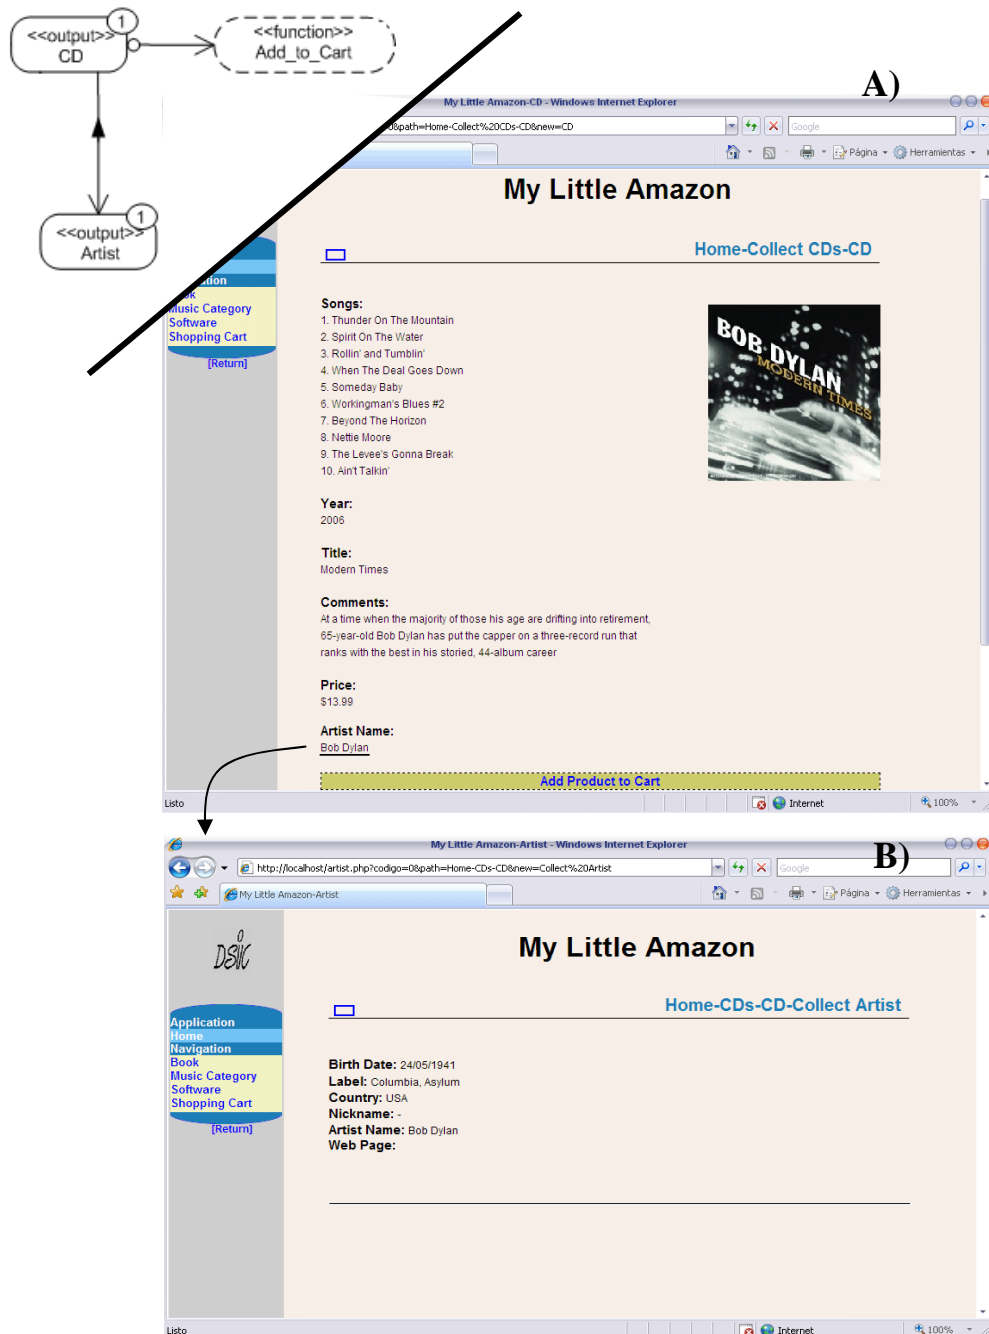 1
<<output>>
CD
<<function>>
Add_to_Cart
1
<<output>>
Artist
A)
My Little Amazon-CD - Windows Internet Explorer
0&path=Home-Collect%20CDs-CD&new=CD
Google
Página
Herramientas
My Little Amazon
Home-Collect CDs-CD
Music Category
Software
Shopping Cart
[Return]
Songs:
1. Thunder On The Mountain
2. Spirit On The Water
3. Rollin' and Tumblin'
4. When The Deal Goes Down
5. Someday Baby
6. Workingman's Blues #2
7. Beyond The Horizon
8. Nettie Moore
9. The Levee's Gonna Break
10. Ain't Talkin'
BOB DYLAN
MODERN TIMES
Year:
2006
Title:
Modern Times
Comments:
At a time when the majority of those his age are drifting into retirement,
65-year-old Bob Dylan has put the capper on a three-record run that
ranks with the best in his storied, 44-album career
Price:
$13.99
Artist Name:
Bob Dylan
Add Product to Cart
Listo
Internet
100%
B)
My Little Amazon-Artist - Windows Internet Explorer
http://localhost/artist.php?codigo=0&path=Home-CDs-CD&new=Collect%20Artist
Google
My Little Amazon-Artist
Página
Herramientas
DSIC
My Little Amazon
Home-CDs-CD-Collect Artist
Application
Home
Navigation
Book
Music Category
Software
Shopping Cart
[Return]
Birth Date: 24/05/1941
Label: Columbia, Asylum
Country: USA
Nickname: -
Artist Name: Bob Dylan
Web Page:
Listo
Internet
100%